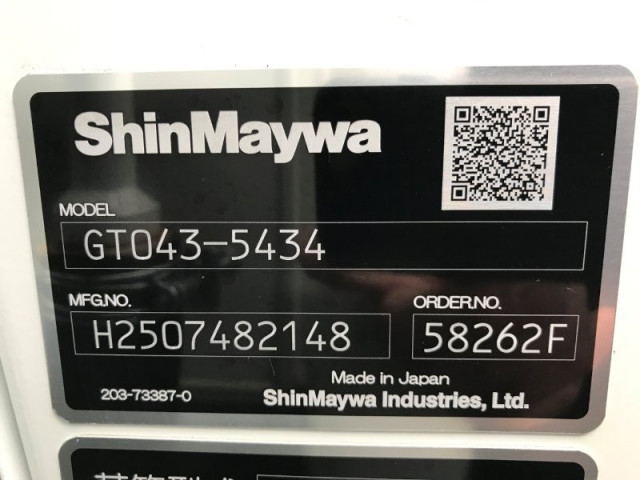 ShinMaywa
MODEL
GT043-5434
MFG.NO.
ORDER.NO.
H2507482148
58262F
Made in Japan
203-73387-0
ShinMaywa Industries, Ltd.